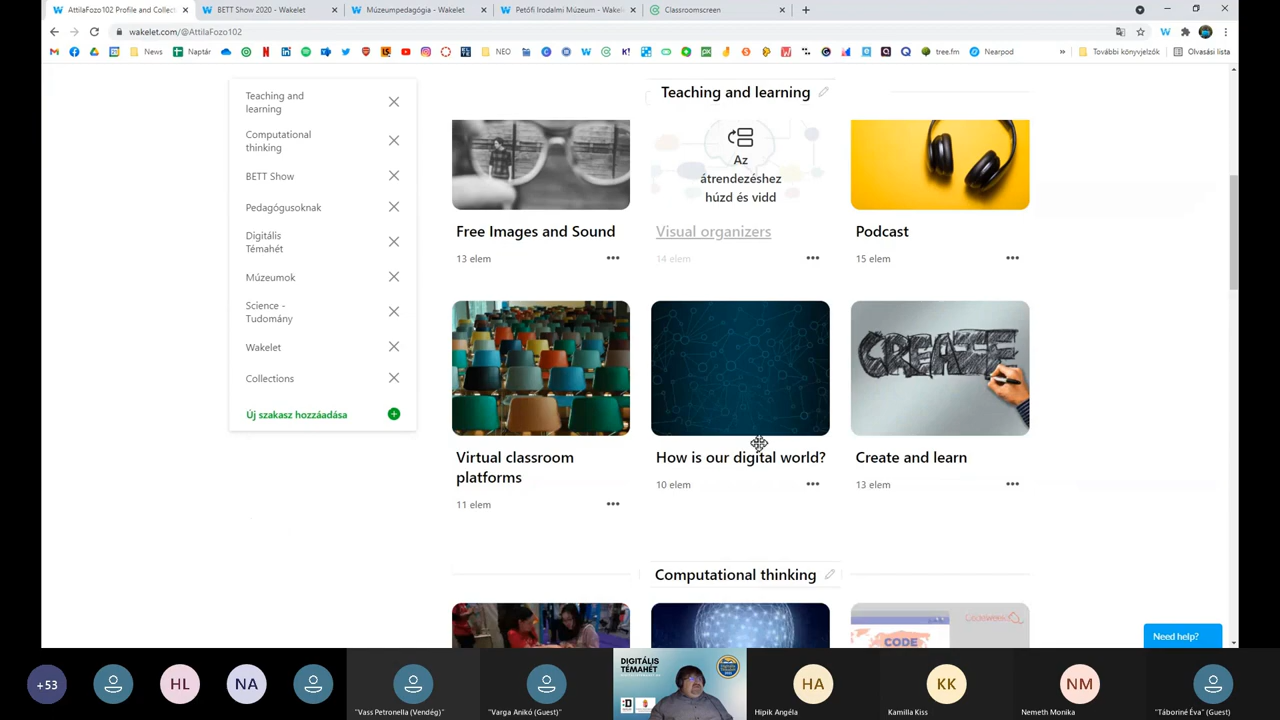 AttilaFozo102 Profile and Collect
BETT Show 2020 - Wakelet
Múzeumpedagógia - Wakelet
Petőfi Irodalmi Múzeum - Wakele
Classroomscreen
wakelet.com/@AttilaFozo102
News
Naptár
NEO
tree.fm
Nearpod
További könyvjelzők
Olvasási lista
Teaching and
learning
Computational
thinking
BETT Show
Pedagógusoknak
Digitális
Témahét
Múzeumok
Science -
Tudomány
Wakelet
Collections
Új szakasz hozzáadása
Teaching and learning
Az
átrendezéshez
húzd és vidd
Free Images and Sound
Visual organizers
Podcast
13 elem
14 elem
15 elem
CREATE
Virtual classroom
platforms
How is our digital world?
Create and learn
11 elem
10 elem
13 elem
Computational thinking
CODE
Need help?
+53
HL
NA
DIGITÁLIS
TÉMAHÉT
HA
KK
NM
"Vass Petronella (Vendég)"
"Varga Anikó (Guest)"
Hipik Angéla
Kamilla Kiss
Nemeth Monika
"Táboriné Éva" (Guest)